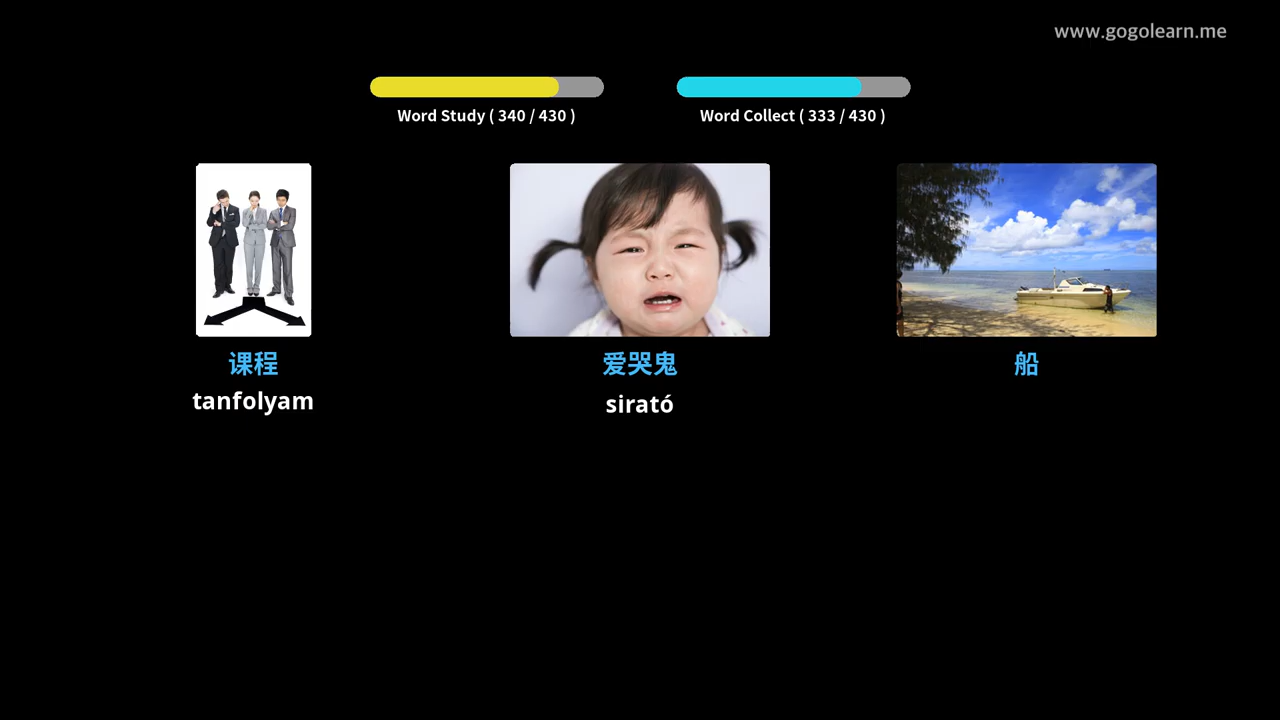 www.gogolearn.me
Word Study ( 340 / 430 )
Word Collect ( 333 / 430 )
课程
tanfolyam
爱哭鬼
sirató
船